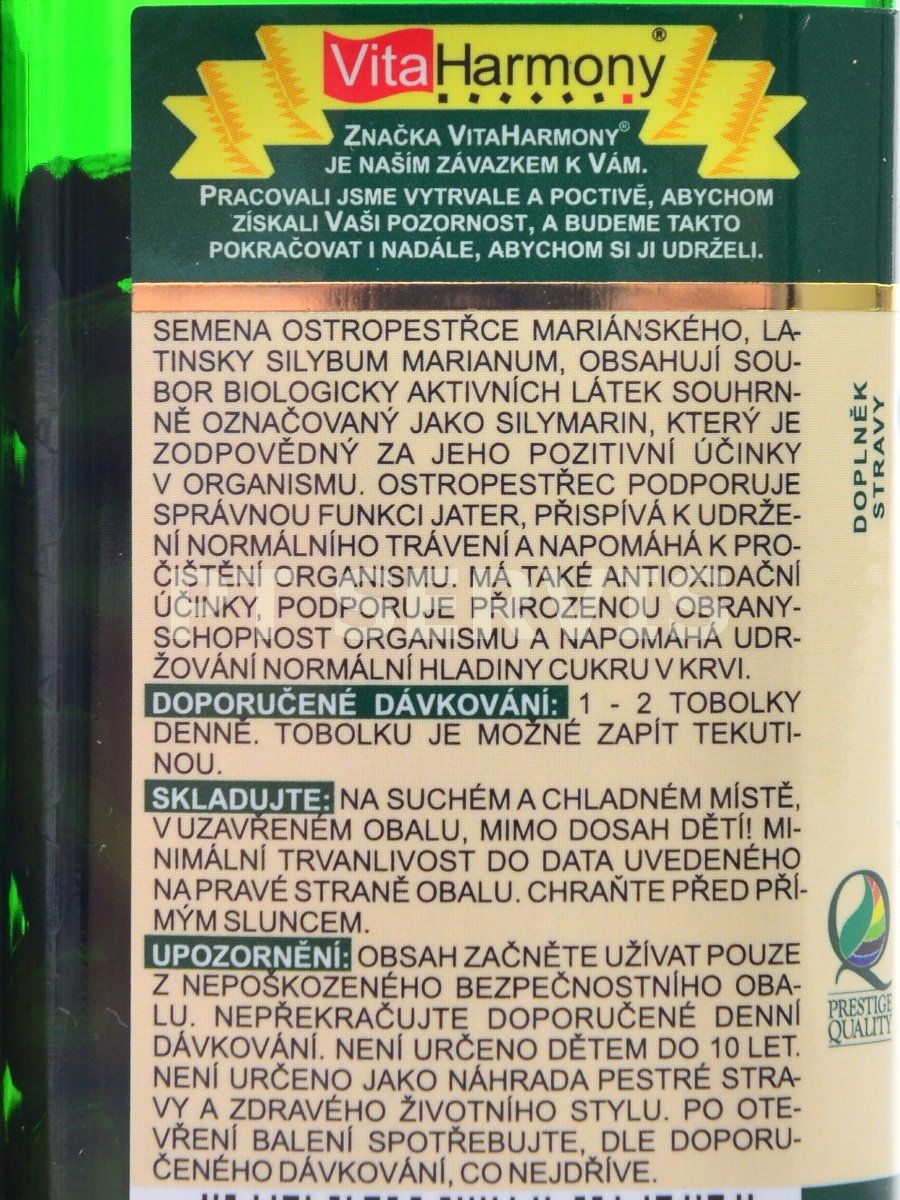 VitaHarmony®
ZNAČKA VITAHARMONY®
JE NAŠÍM ZÁVAZKEM K VÁM.
PRACOVALI JSME VYTRVALE A POCTIVĚ, ABYCHOM
ZÍSKALI VAŠI POZORNOST, A BUDEME TAKTO
POKRAČOVAT I NADÁLE, ABYCHOM SI JI UDRŽELI.
SEMENA OSTROPESTŘCE MARIÁNSKÉHO, LA-
TINSKY SILYBUM MARIANUM, OBSAHUJÍ SOU-
BOR BIOLOGICKY AKTIVNÍCH LÁTEK SOUHRN-
NĚ OZNAČOVANÝ JAKO SILYMARIN, KTERÝ JE
ZODPOVĚDNÝ ZA JEHO POZITIVNÍ ÚČINKY
V ORGANISMU. OSTROPESTŘEC PODPORUJE
SPRÁVNOU FUNKCI JATER, PŘISPÍVÁ K UDRŽE-
NÍ NORMÁLNÍHO TRÁVENÍ A NAPOMÁHÁ K PRO-
ČIŠTĚNÍ ORGANISMU. MÁ TAKÉ ANTIOXIDAČNÍ
ÚČINKY, PODPORUJE PŘIROZENOU OBRANY-
SCHOPNOST ORGANISMU A NAPOMÁHÁ UDR-
ŽOVÁNÍ NORMÁLNÍ HLADINY CUKRU V KRVI.
DOPORUČENÉ DÁVKOVÁNÍ: 1 - 2 TOBOLKY
DENNĚ. TOBOLKU JE MOŽNÉ ZAPÍT TEKUTI-
NOU.
SKLADUJTE: NA SUCHÉM A CHLADNÉM MÍSTĚ,
V UZAVŘENÉM OBALU, MIMO DOSAH DĚTÍ! MI-
NIMÁLNÍ TRVANLIVOST DO DATA UVEDENÉHO
NA PRAVÉ STRANĚ OBALU. CHRAŇTE PŘED PŘÍ-
MÝM SLUNCEM.
UPOZORNĚNÍ: OBSAH ZAČNĚTE UŽÍVAT POUZE
Z NEPOŠKOZENÉHO BEZPEČNOSTNÍHO OBA-
LU. NEPŘEKRAČUJTE DOPORUČENÉ DENNÍ
DÁVKOVÁNÍ. NENÍ URČENO DĚTEM DO 10 LET.
NENÍ URČENO JAKO NÁHRADA PESTRÉ STRA-
VY A ZDRAVÉHO ŽIVOTNÍHO STYLU. PO OTE-
VŘENÍ BALENÍ SPOTŘEBUJTE, DLE DOPORU-
ČENÉHO DÁVKOVÁNÍ, CO NEJDŘÍVE.
DOPLNĚK
STRAVY
PRESTIGE
QUALITY